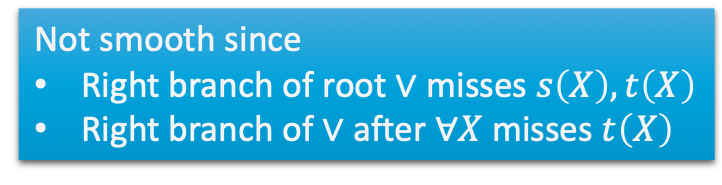 Not smooth since
• Right branch of root ∨ misses 𝑠(𝑋), 𝑡(𝑋)
• Right branch of ∨ after ∀𝑋 misses 𝑡(𝑋)